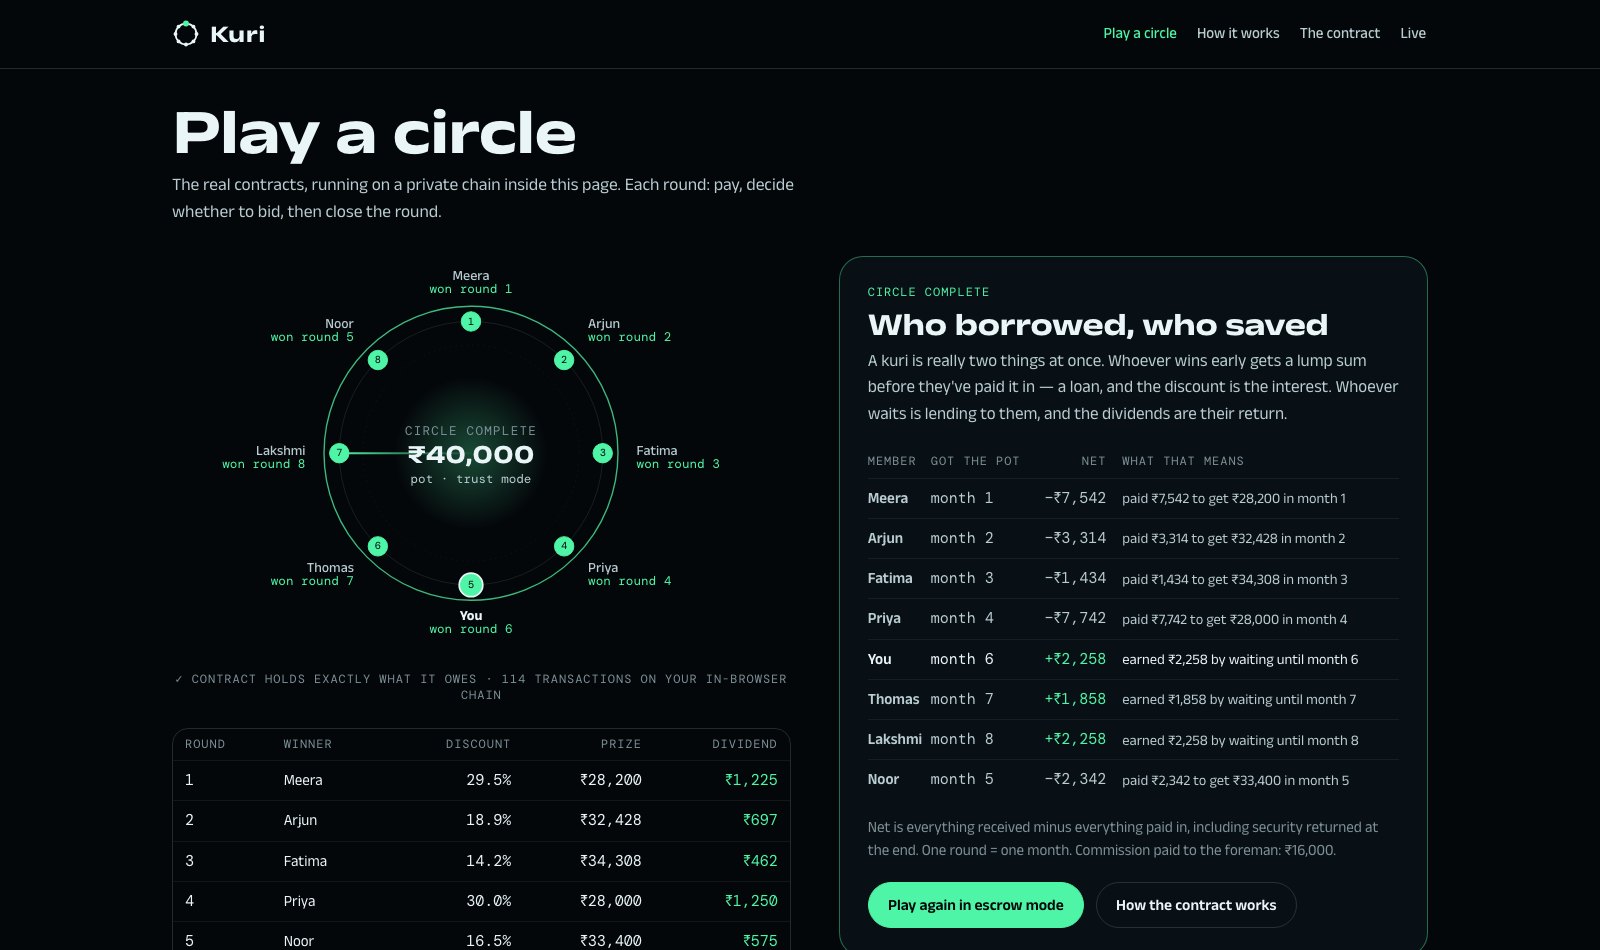 Kuri
Play a circle How it works The contract Live
Play a circle
The real contracts, running on a private chain inside this page. Each round: pay, decide
whether to bid, then close the round.
Meera
won round 1
Noor
won round 5
Arjun
won round 2
Lakshmi
won round 8
Fatima
won round 3
Thomas
won round 7
Priya
won round 4
You
won round 6
1
2
3
4
5
6
7
8
CIRCLE COMPLETE
₹40,000
pot · trust mode
✓ CONTRACT HOLDS EXACTLY WHAT IT OWES · 114 TRANSACTIONS ON YOUR IN-BROWSER
CHAIN
ROUND WINNER DISCOUNT PRIZE DIVIDEND
1 Meera 29.5% ₹28,200 ₹1,225
2 Arjun 18.9% ₹32,428 ₹697
3 Fatima 14.2% ₹34,308 ₹462
4 Priya 30.0% ₹28,000 ₹1,250
5 Noor 16.5% ₹33,400 ₹575
CIRCLE COMPLETE
Who borrowed, who saved
A kuri is really two things at once. Whoever wins early gets a lump sum
before they've paid it in — a loan, and the discount is the interest. Whoever
waits is lending to them, and the dividends are their return.
MEMBER GOT THE POT NET WHAT THAT MEANS
Meera month 1 −₹7,542 paid ₹7,542 to get ₹28,200 in month 1
Arjun month 2 −₹3,314 paid ₹3,314 to get ₹32,428 in month 2
Fatima month 3 −₹1,434 paid ₹1,434 to get ₹34,308 in month 3
Priya month 4 −₹7,742 paid ₹7,742 to get ₹28,000 in month 4
You month 6 +₹2,258 earned ₹2,258 by waiting until month 6
Thomas month 7 +₹1,858 earned ₹1,858 by waiting until month 7
Lakshmi month 8 +₹2,258 earned ₹2,258 by waiting until month 8
Noor month 5 −₹2,342 paid ₹2,342 to get ₹33,400 in month 5
Net is everything received minus everything paid in, including security returned at
the end. One round = one month. Commission paid to the foreman: ₹16,000.
Play again in escrow mode How the contract works